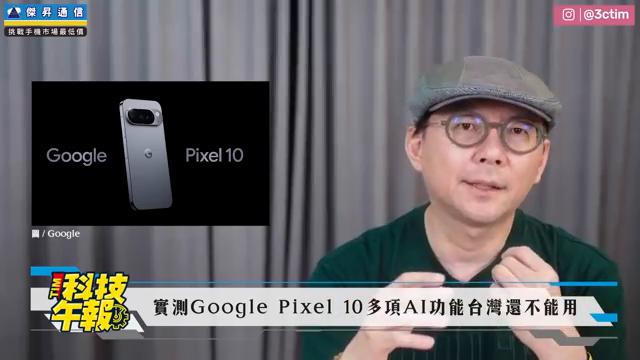 傑昇通信
挑戰手機市場最低價
@3ctim
Google Pixel 10
圖 / Google
科技
午報
實測Google Pixel 10多項AI功能台灣還不能用